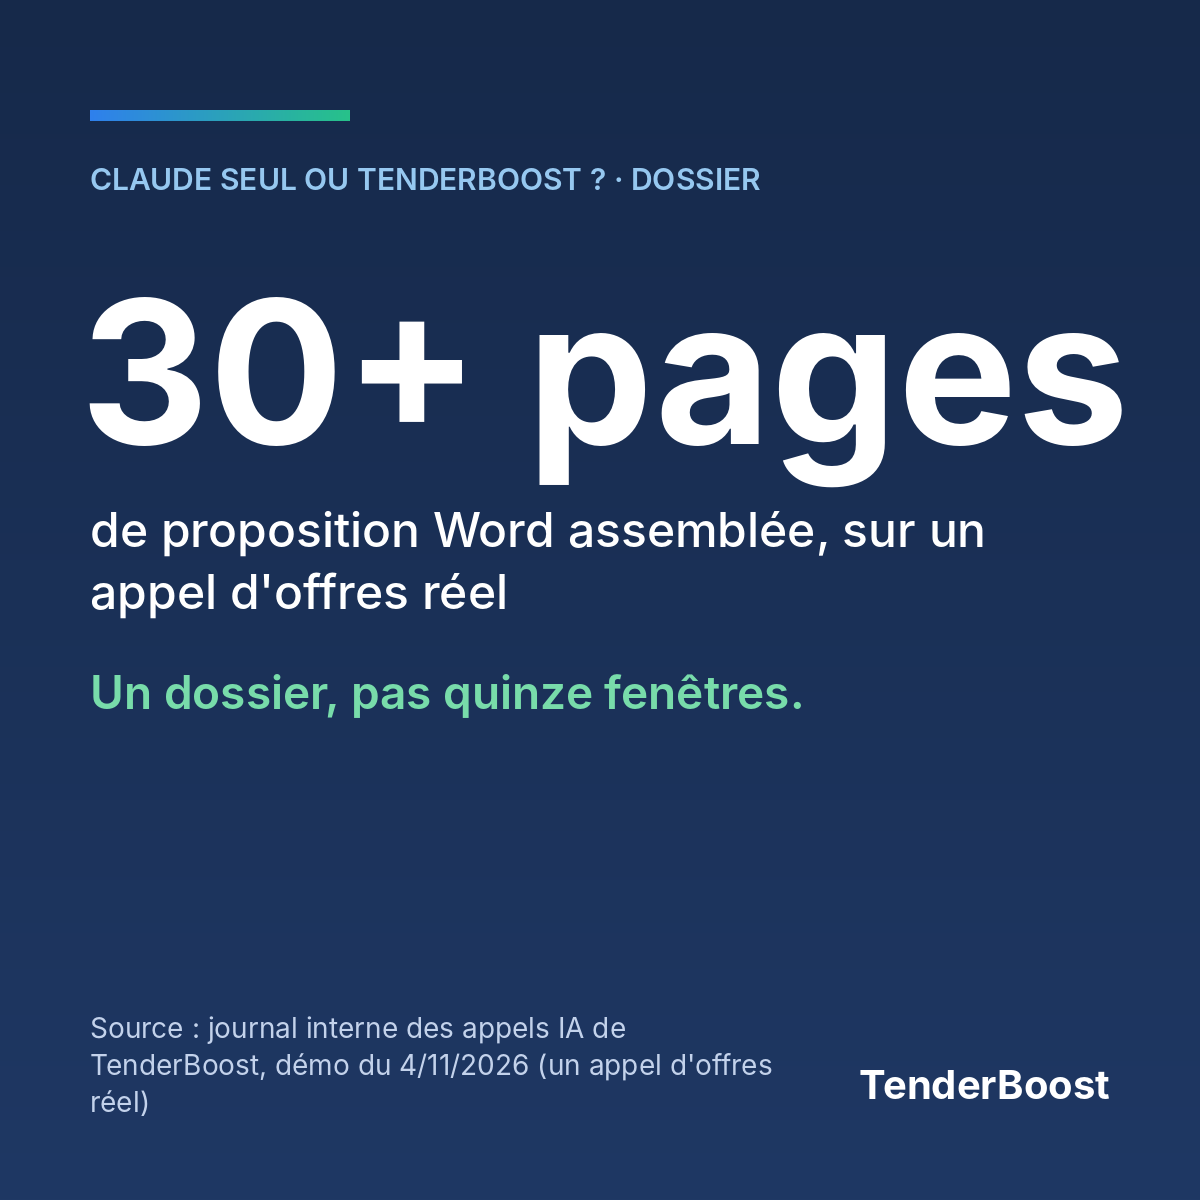 CLAUDE SEUL OU TENDERBOOST ? · DOSSIER
30+ pages
de proposition Word assemblée, sur un
appel d'offres réel
Un dossier, pas quinze fenêtres.
Source : journal interne des appels IA de
TenderBoost, démo du 4/11/2026 (un appel d'offres
réel)
TenderBoost